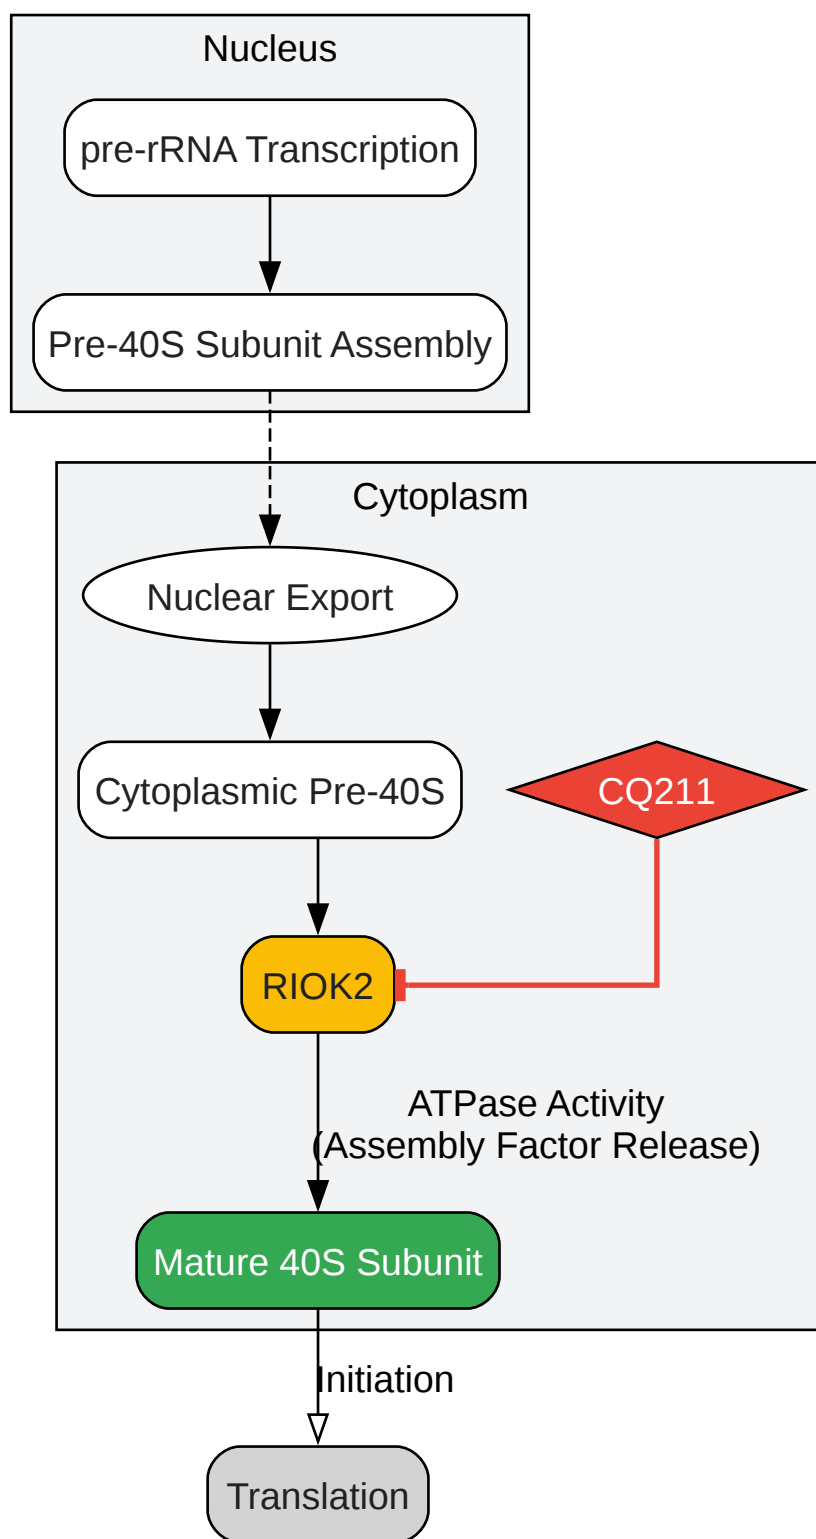 Nucleus
pre-rRNA Transcription
Pre-40S Subunit Assembly
Cytoplasm
Nuclear Export
Cytoplasmic Pre-40S
CQ211
RIOK2
ATPase Activity
(Assembly Factor Release)
Mature 40S Subunit
Initiation
Translation